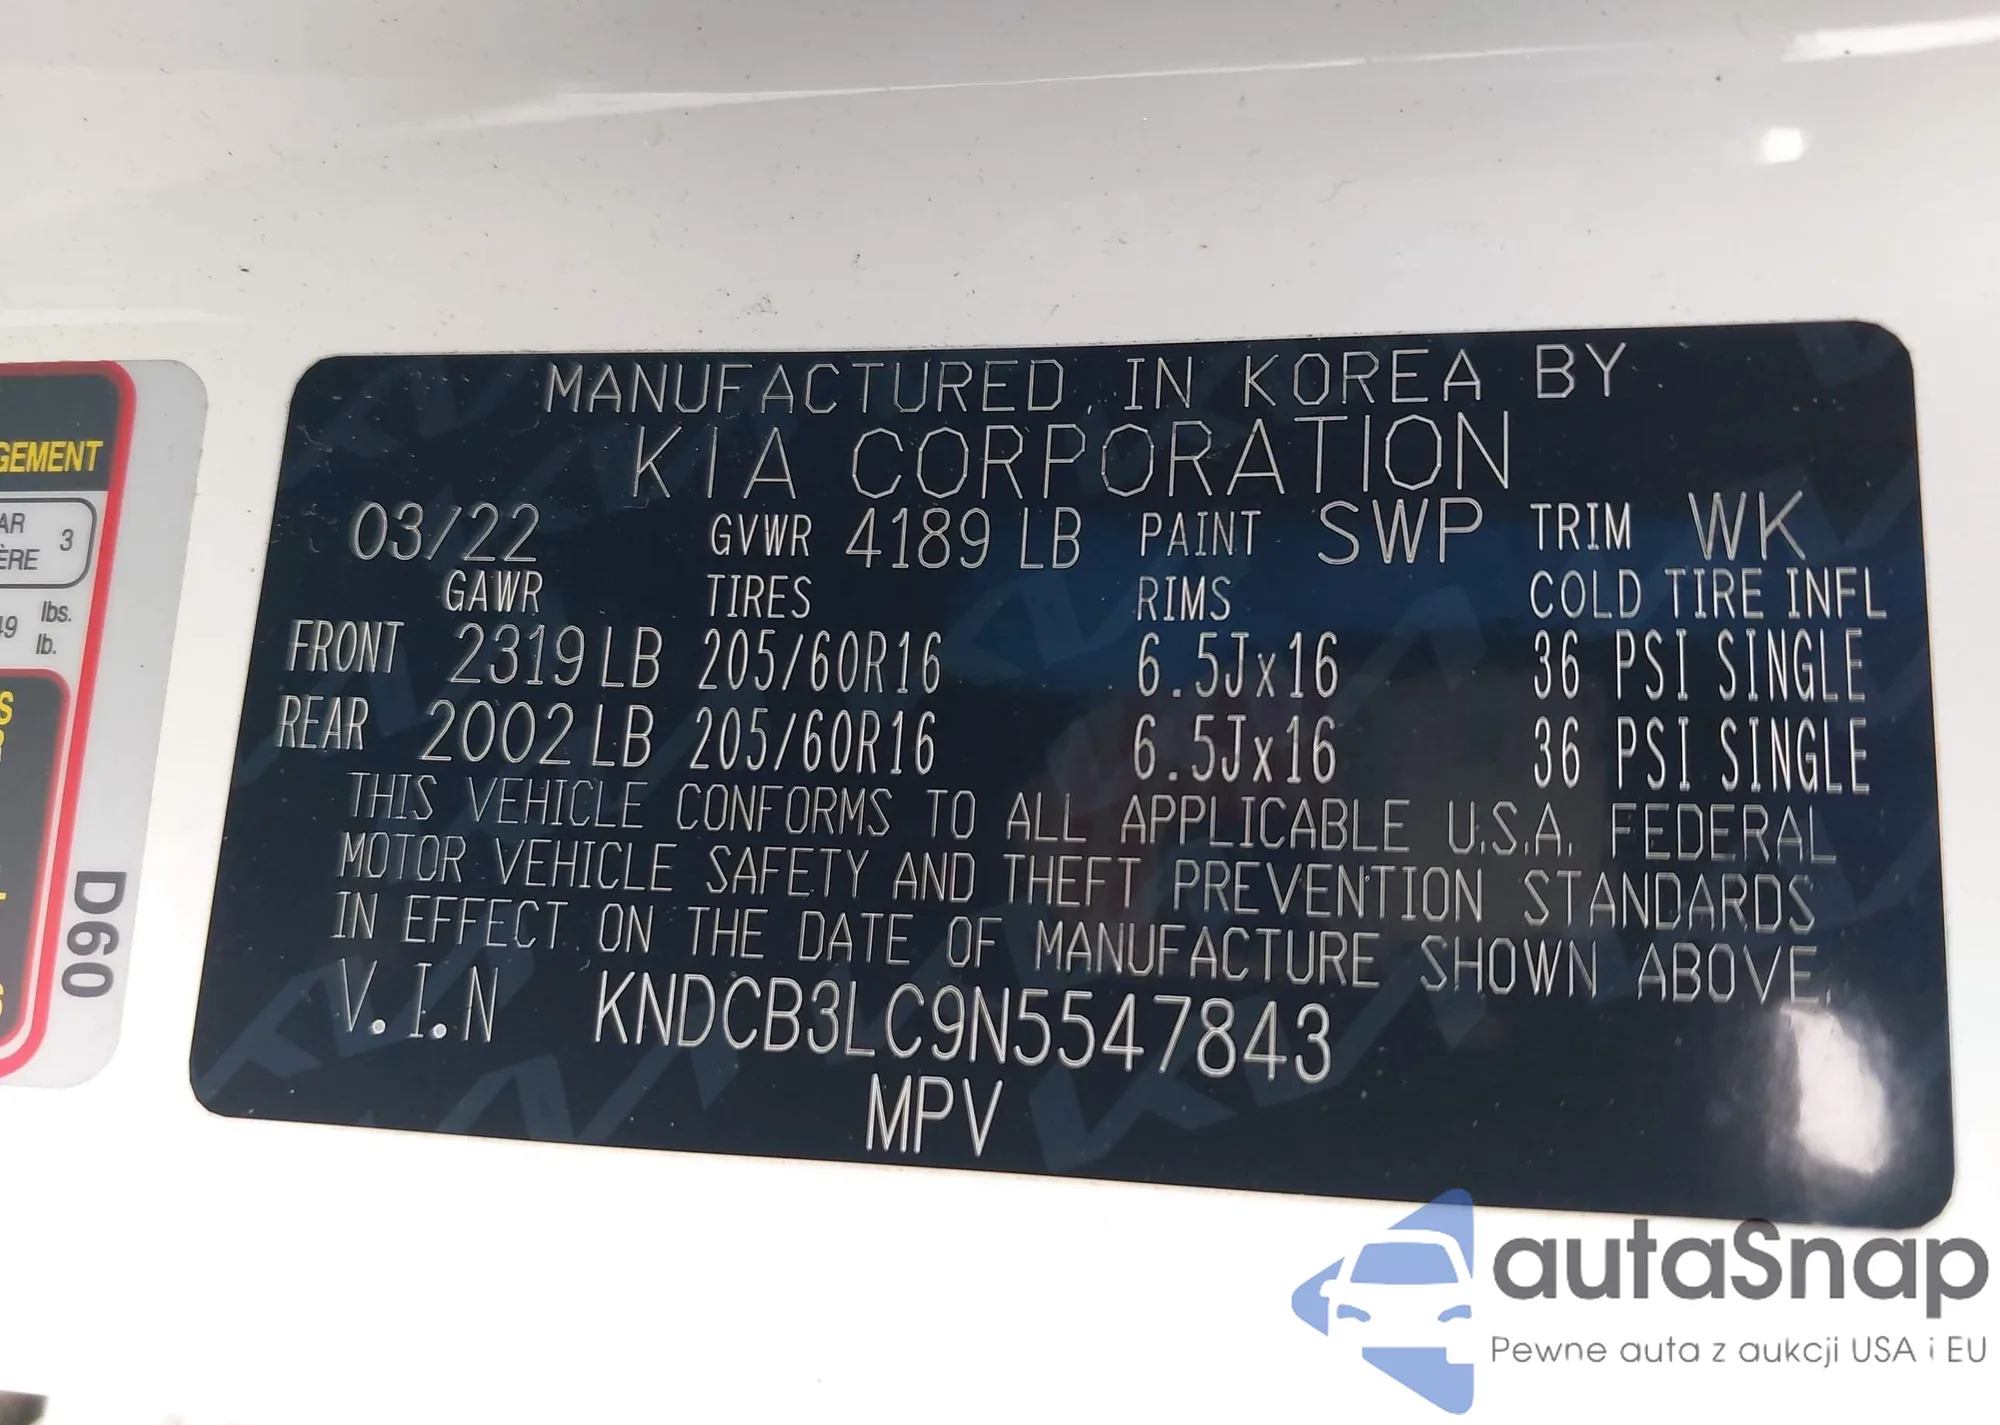 GEMENT
AR
3
ÈRE
49 lbs.
lb.
D60
MANUFACTURED IN KOREA BY
KIA CORPORATION
03/22 GVWR 4189 LB PAINT SWP TRIM WK
GAWR TIRES RIMS COLD TIRE INFL
FRONT 2319 LB 205/60R16 6.5Jx16 36 PSI SINGLE
REAR 2002 LB 205/60R16 6.5Jx16 36 PSI SINGLE
THIS VEHICLE CONFORMS TO ALL APPLICABLE U.S.A. FEDERAL
MOTOR VEHICLE SAFETY AND THEFT PREVENTION STANDARDS
IN EFFECT ON THE DATE OF MANUFACTURE SHOWN ABOVE.
V.I.N KNDCB3LC9N5547843
MPV
autaSnap
Pewne auta z aukcji USA i EU